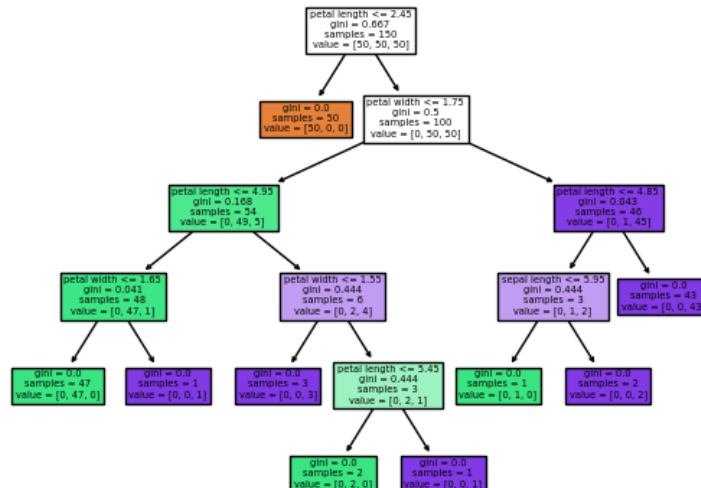 petal length <= 2.45
gini = 0.667
samples = 150
value = [50, 50, 50]
gini = 0.0
samples = 50
value = [50, 0, 0]
petal width <= 1.75
gini = 0.5
samples = 100
value = [0, 50, 50]
petal length <= 4.95
gini = 0.168
samples = 54
value = [0, 49, 5]
petal length <= 4.85
gini = 0.043
samples = 46
value = [0, 1, 45]
petal width <= 1.65
gini = 0.041
samples = 48
value = [0, 47, 1]
petal width <= 1.55
gini = 0.444
samples = 6
value = [0, 2, 4]
sepal length <= 5.95
gini = 0.444
samples = 3
value = [0, 1, 2]
gini = 0.0
samples = 43
value = [0, 0, 43
gini = 0.0
samples = 47
value = [0, 47, 0]
gini = 0.0
samples = 1
value = [0, 0, 1]
gini = 0.0
samples = 3
value = [0, 0, 3]
petal length <= 5.45
gini = 0.444
samples = 3
value = [0, 2, 1]
gini = 0.0
samples = 1
value = [0, 1, 0]
gini = 0.0
samples = 2
value = [0, 0, 2]
gini = 0.0
samples = 2
value = [0, 2, 0]
gini = 0.0
samples = 1
value = [0, 0, 1]